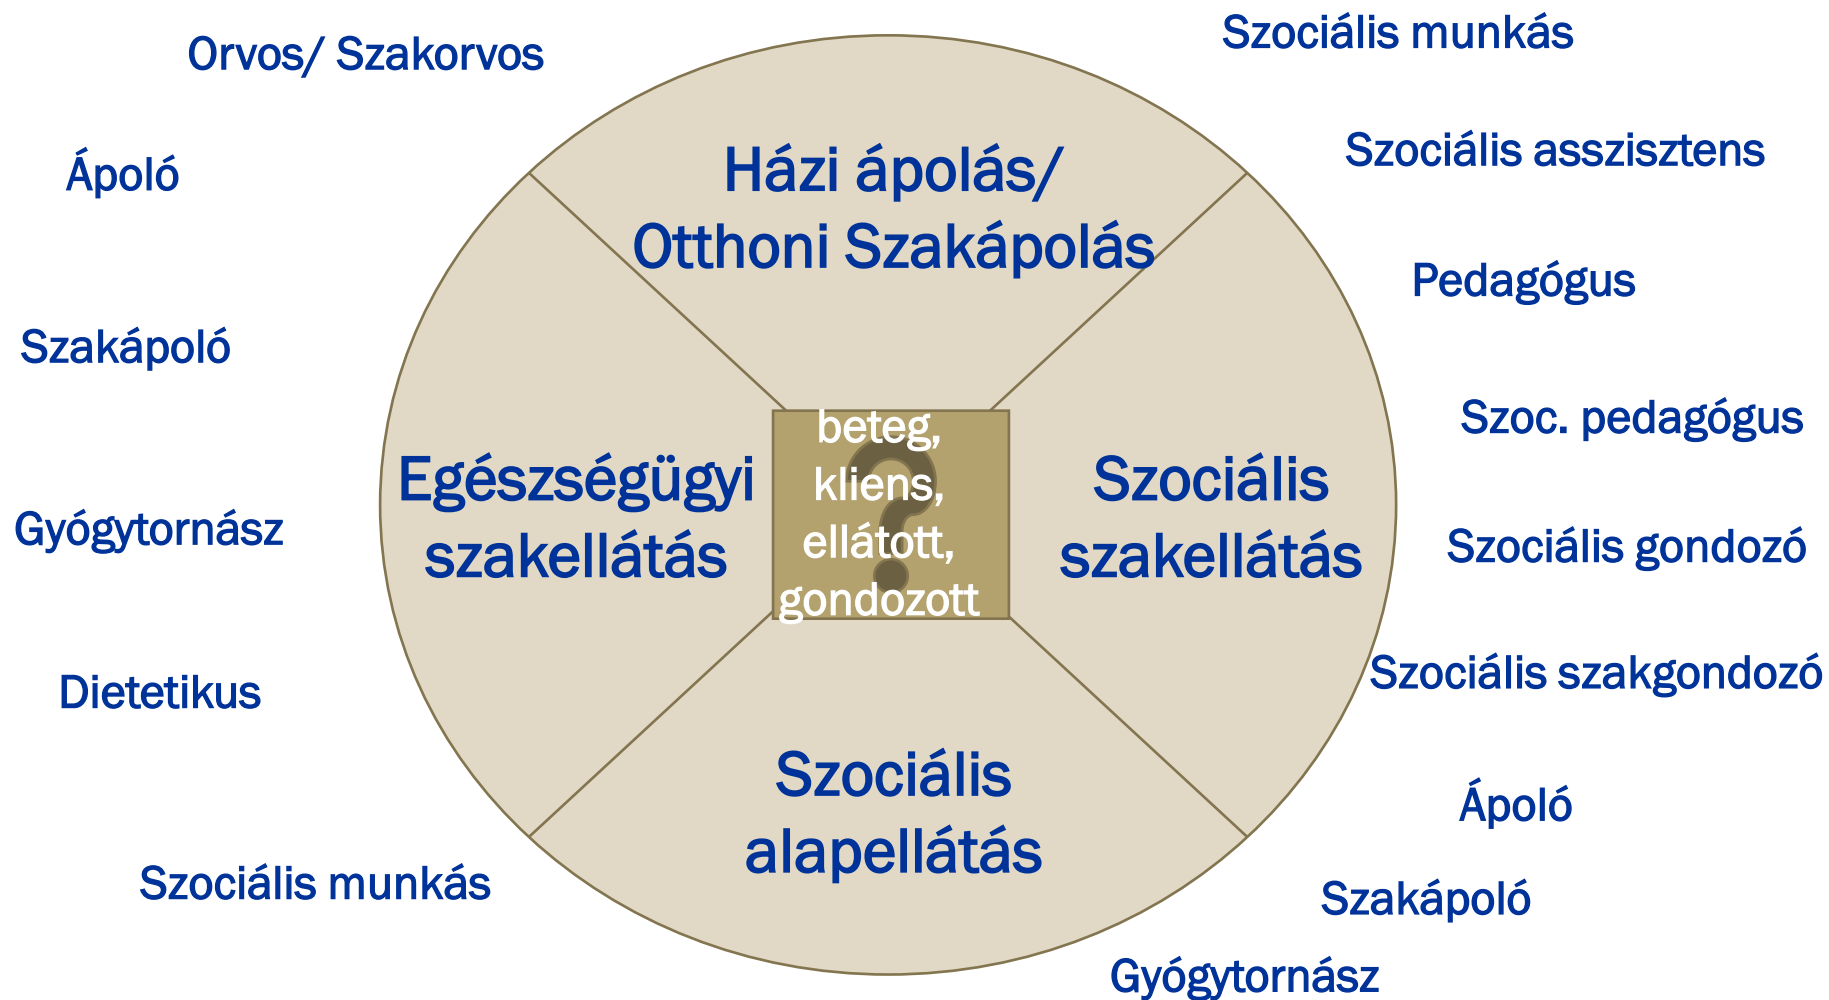 Orvos/ Szakorvos
Ápoló
Szakápoló
Gyógytornász
Dietetikus
Szociális munkás
Házi ápolás/
Otthoni Szakápolás
Egészségügyi
szakellátás
?
beteg,
kliens,
ellátott,
gondozott
Szociális
szakellátás
Szociális
alapellátás
Szociális munkás
Szociális asszisztens
Pedagógus
Szoc. pedagógus
Szociális gondozó
Szociális szakgondozó
Ápoló
Szakápoló
Gyógytornász